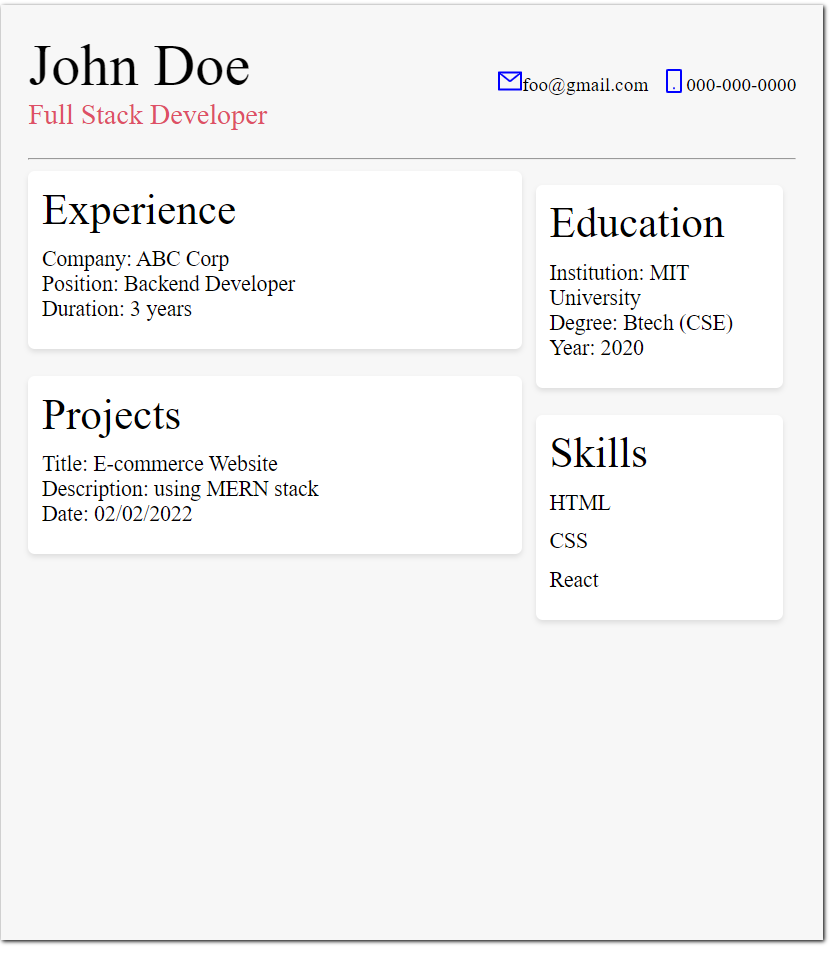 John Doe
Full Stack Developer
foo@gmail.com 000-000-0000
Experience
Company: ABC Corp
Position: Backend Developer
Duration: 3 years
Projects
Title: E-commerce Website
Description: using MERN stack
Date: 02/02/2022
Education
Institution: MIT
University
Degree: Btech (CSE)
Year: 2020
Skills
HTML
CSS
React